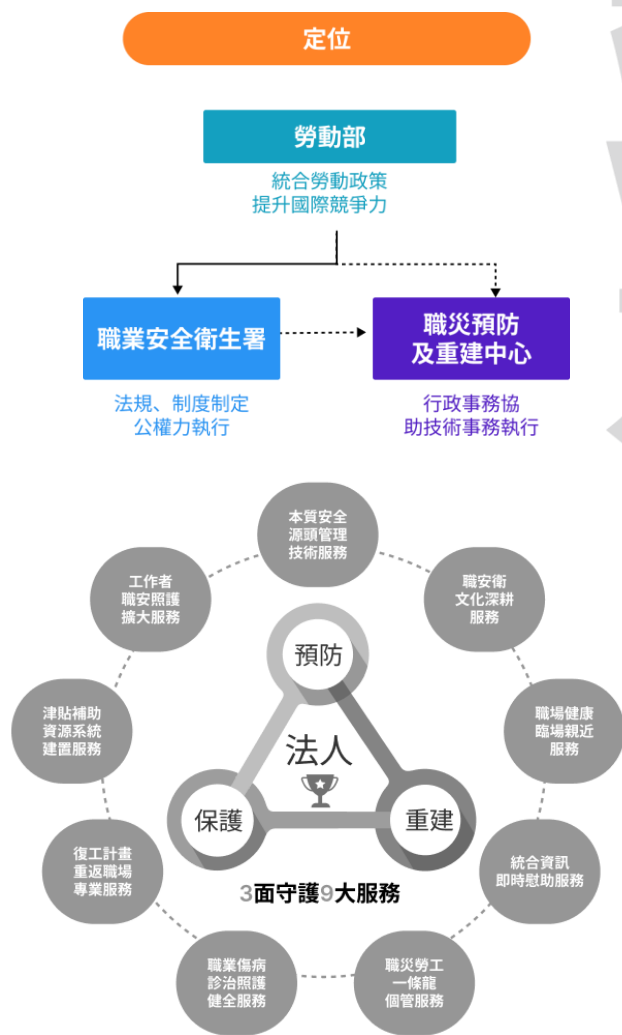 定位
勞動部
統合勞動政策
提升國際競爭力
職業安全衛生署
職災預防
及重建中心
法規、制度制定
公權力執行
行政事務協
助技術事務執行
本質安全
源頭管理
技術服務
工作者
職安照護
擴大服務
職安衛
文化深耕
服務
預防
津貼補助
資源系統
建置服務
法人
職場健康
臨場親近
服務
保護
重建
復工計畫
重返職場
專業服務
3面守護9大服務
統合資訊
即時慰助服務
職業傷病
診治照護
健全服務
職災勞工
一條龍
個管服務